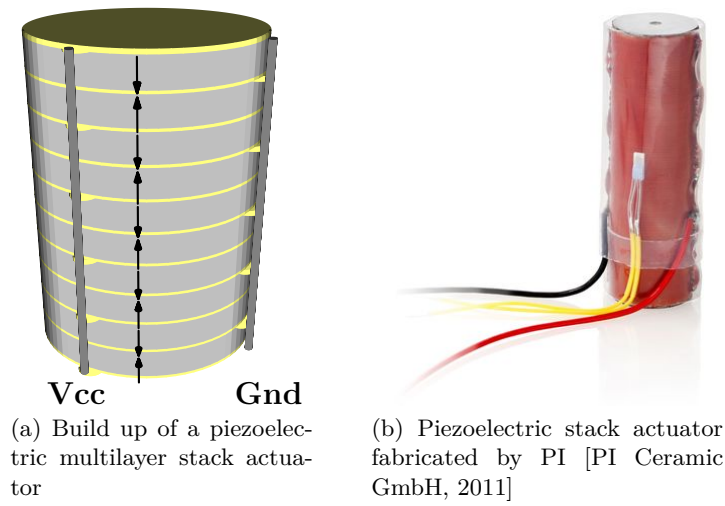 Vcc
Gnd
(a) Build up of a piezoelec-
tric multilayer stack actua-
tor
(b) Piezoelectric stack actuator
fabricated by PI [PI Ceramic
GmbH, 2011]